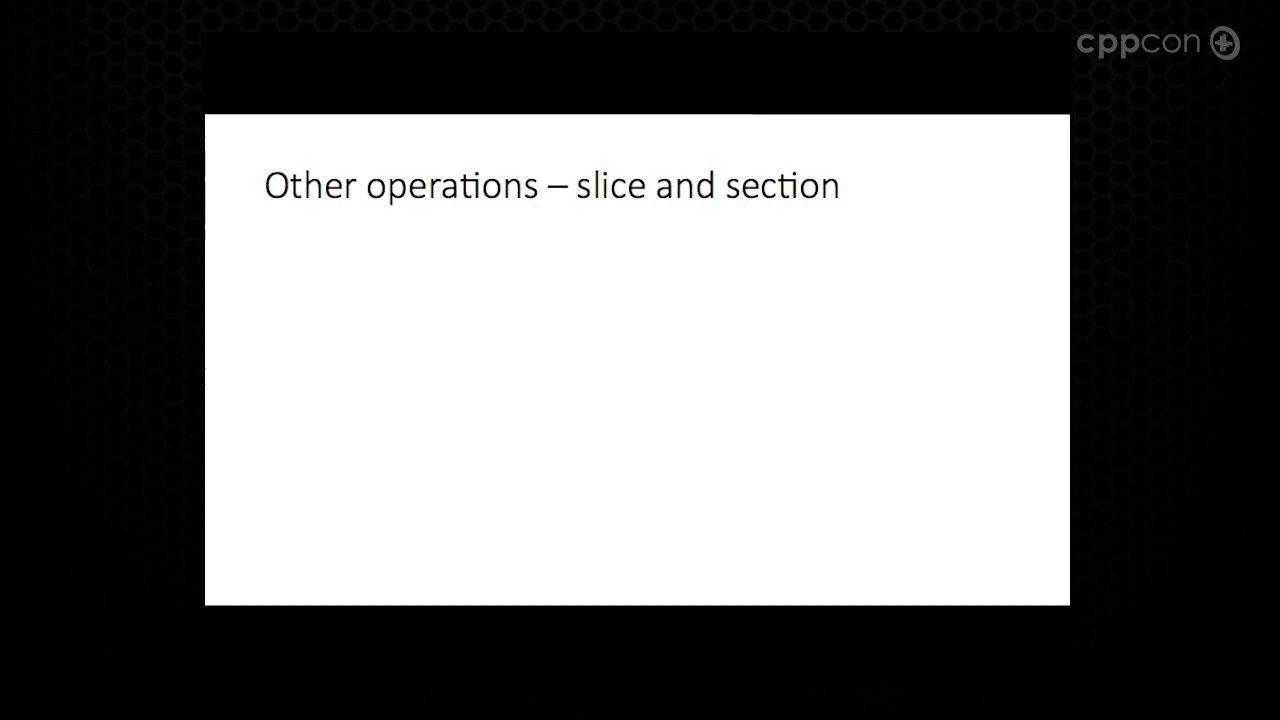 cppcon
Other operations – slice and section